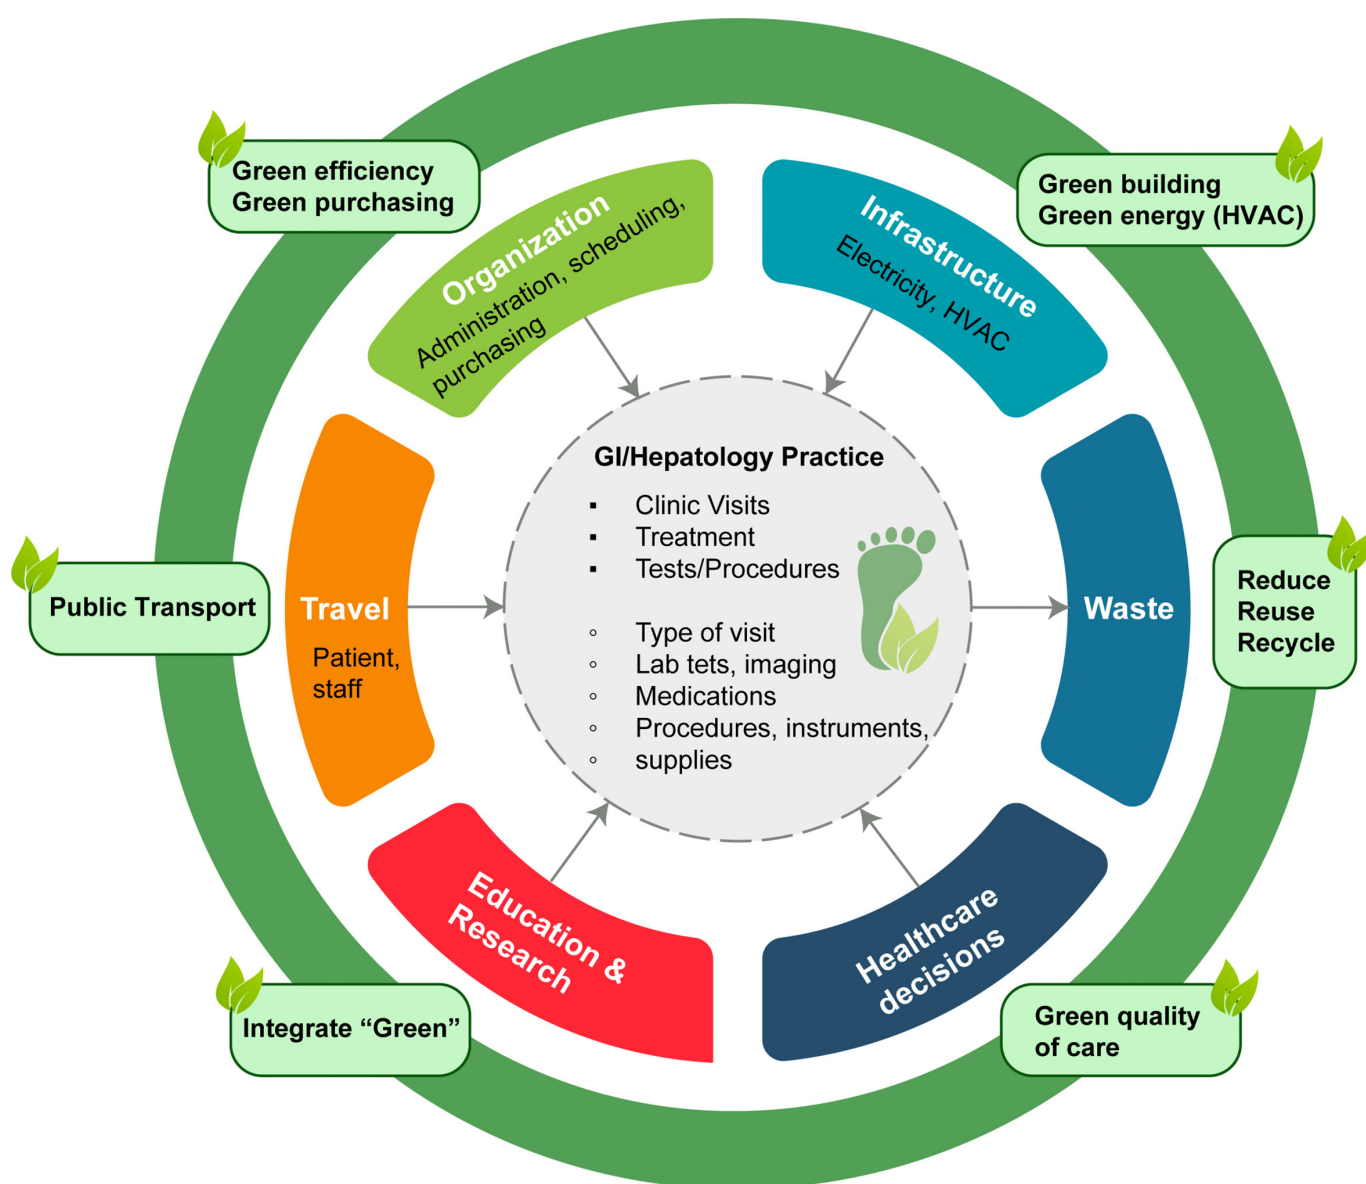 Green efficiency
Green purchasing
Organization
Administration, scheduling,
purchasing
Infrastructure
Electricity, HVAC
Green building
Green energy (HVAC)
Public Transport
Travel
Patient,
staff
GI/Hepatology Practice
▪ Clinic Visits
▪ Treatment
▪ Tests/Procedures
◦ Type of visit
◦ Lab tets, imaging
◦ Medications
◦ Procedures, instruments,
◦ supplies
Waste
Reduce
Reuse
Recycle
Education &
Research
Integrate “Green”
Healthcare
decisions
Green quality
of care